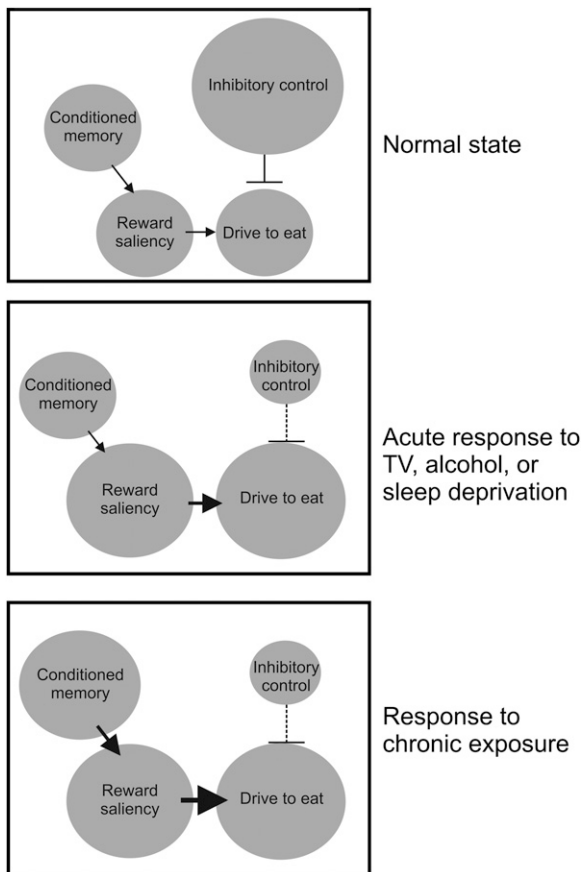 Inhibitory control
Conditioned
memory
Reward
saliency
Drive to eat
Normal state
Inhibitory
control
Conditioned
memory
Reward
saliency
Drive to eat
Acute response to
TV, alcohol, or
sleep deprivation
Inhibitory
control
Conditioned
memory
Reward
saliency
Drive to eat
Response to
chronic exposure